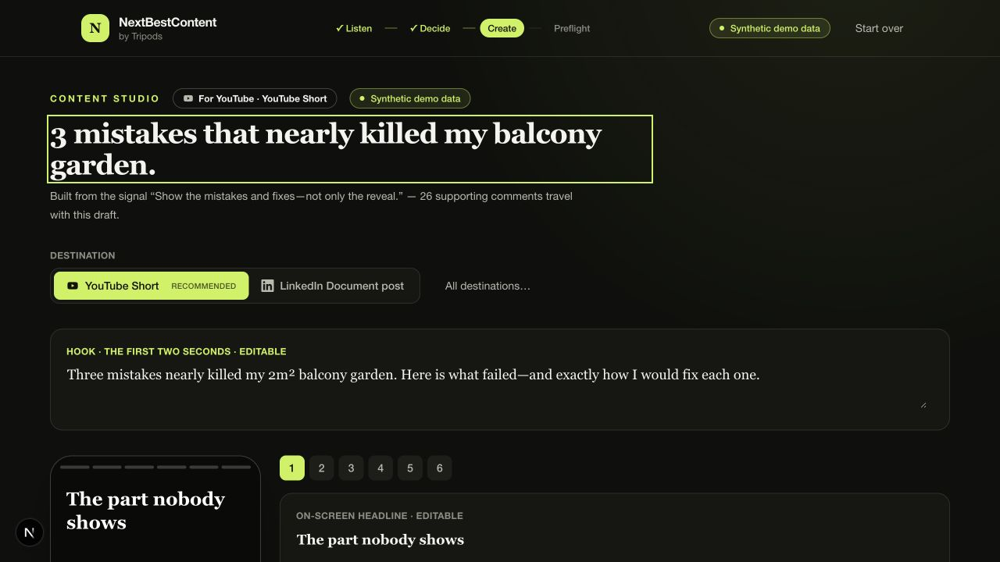 N
NextBestContent
by Tripods
✓ Listen
✓ Decide
Create
Preflight
Synthetic demo data
Start over
CONTENT STUDIO
For YouTube · YouTube Short
Synthetic demo data
3 mistakes that nearly killed my balcony
garden.
Built from the signal “Show the mistakes and fixes—not only the reveal.” — 26 supporting comments travel
with this draft.
DESTINATION
YouTube Short RECOMMENDED
LinkedIn Document post
All destinations…
HOOK · THE FIRST TWO SECONDS · EDITABLE
Three mistakes nearly killed my 2m² balcony garden. Here is what failed—and exactly how I would fix each one.
1 2 3 4 5 6
The part nobody
shows
ON-SCREEN HEADLINE · EDITABLE
The part nobody shows
N